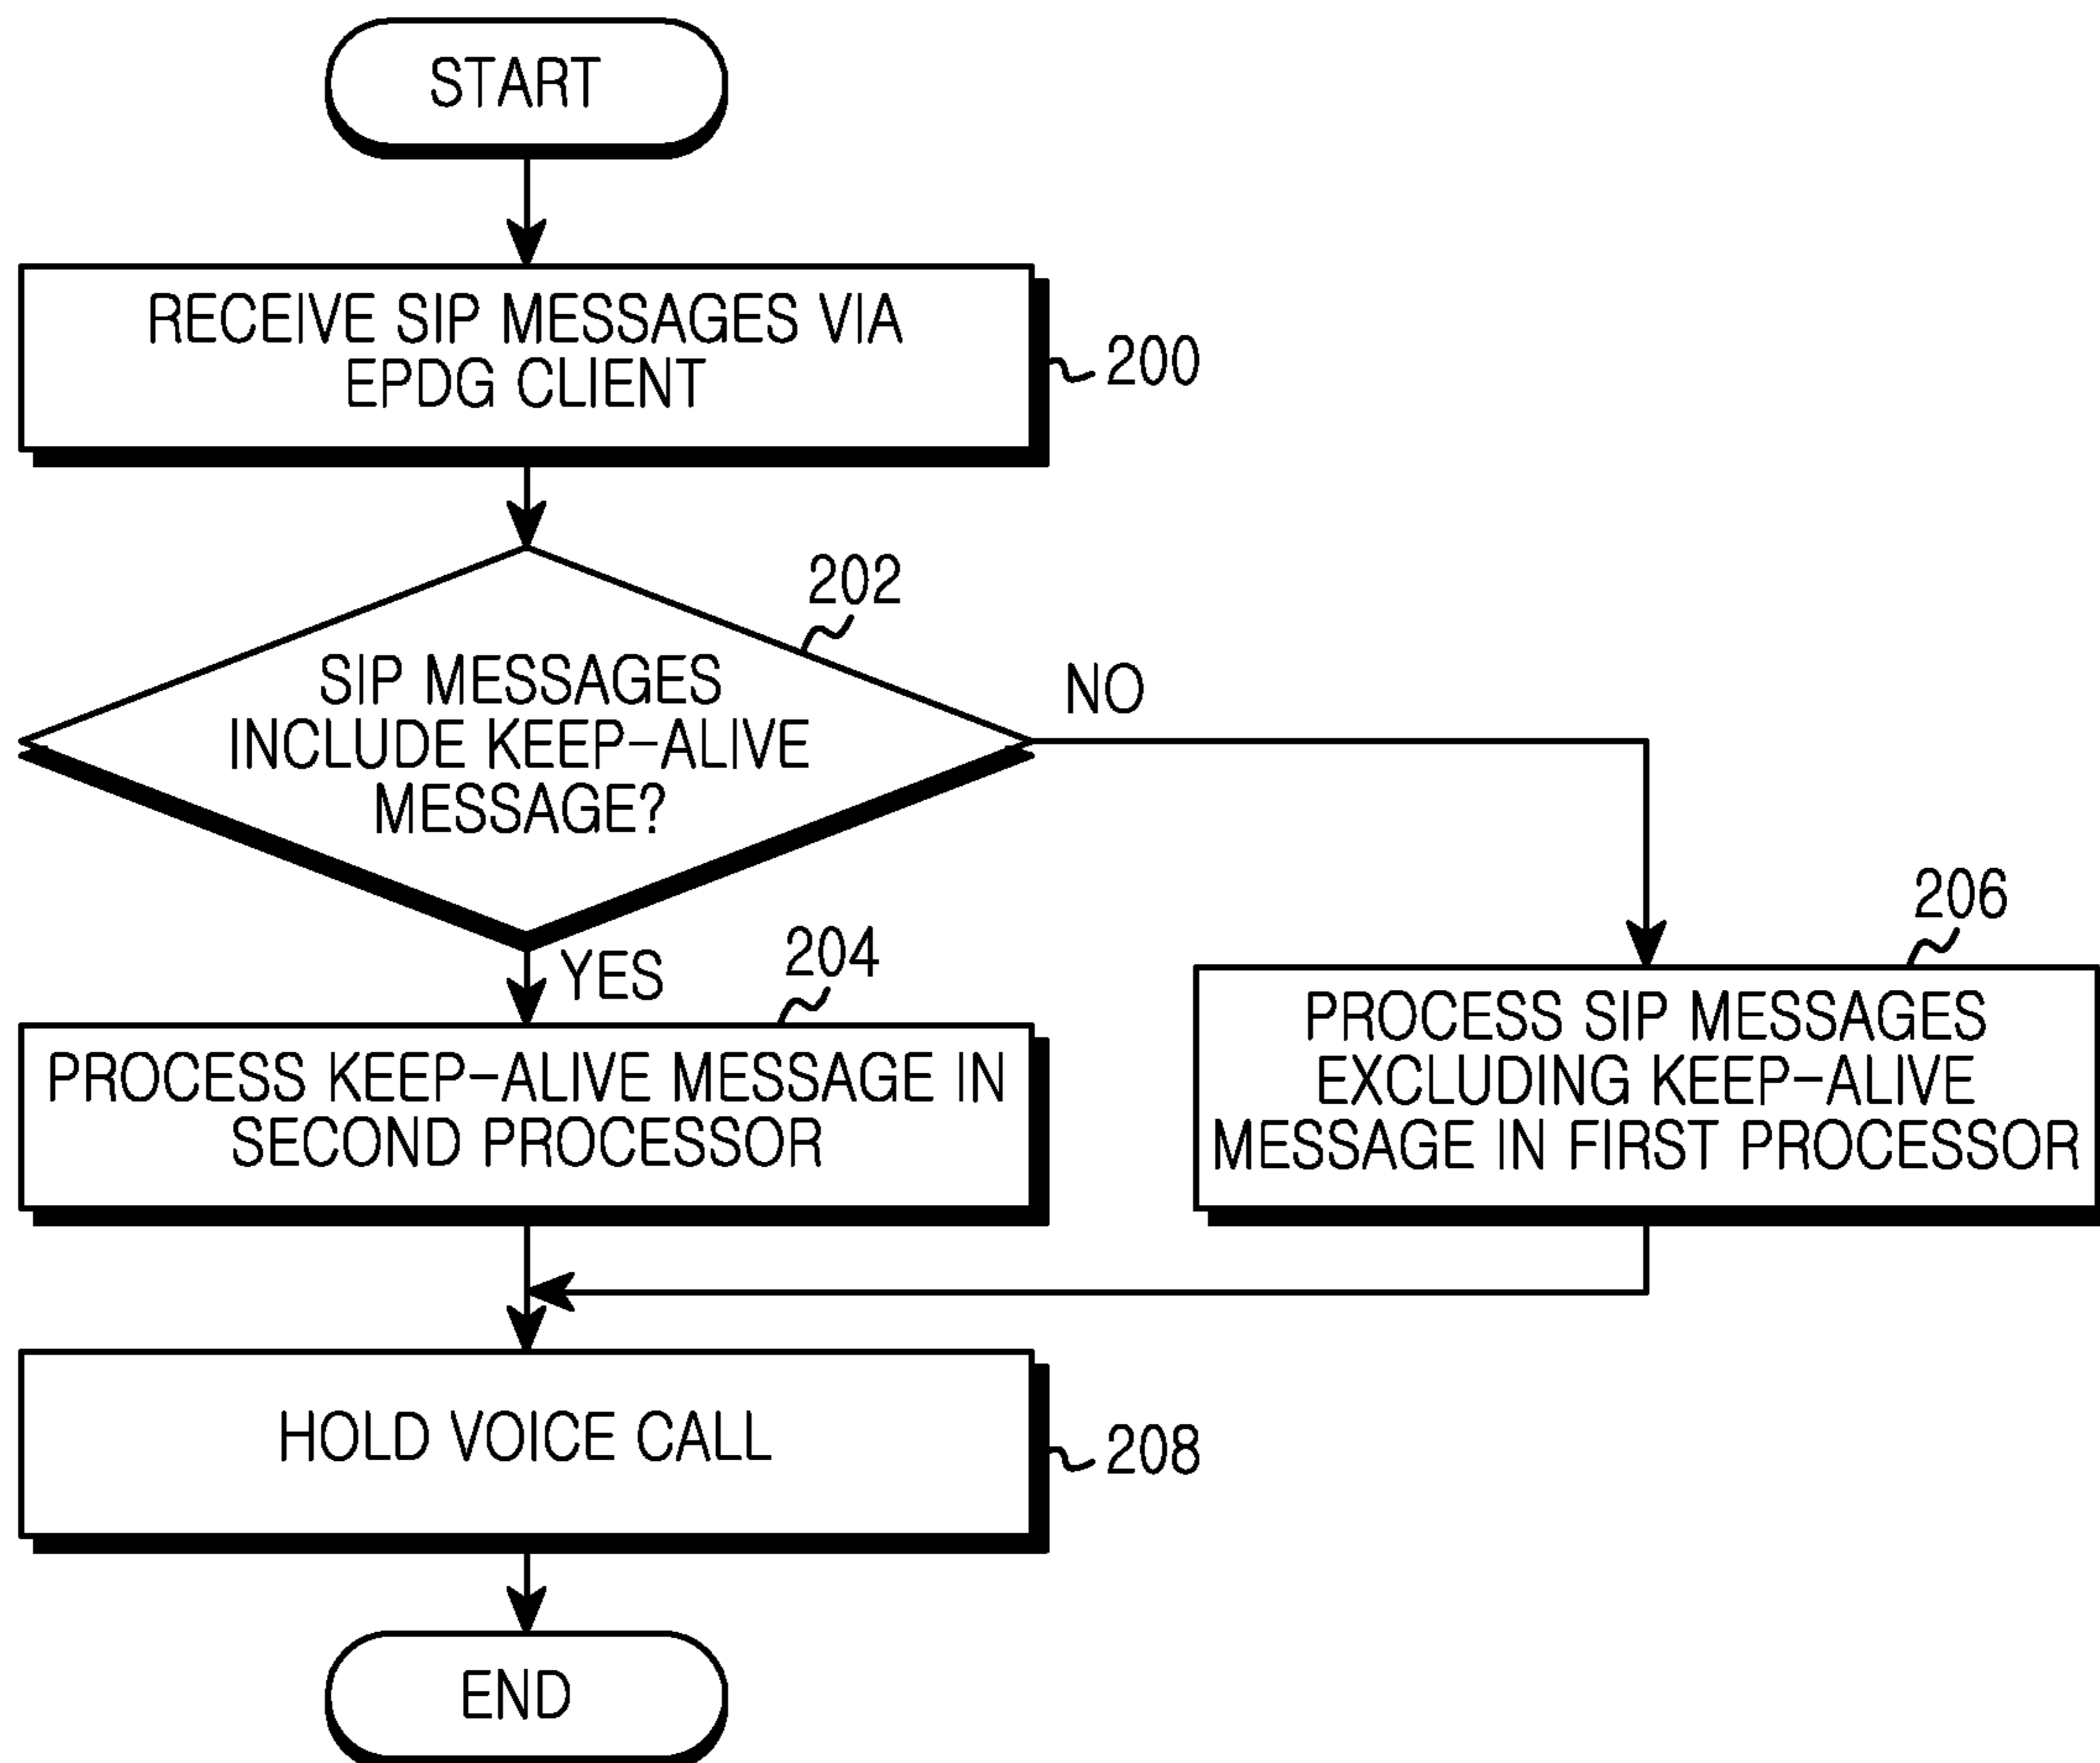 START
RECEIVE SIP MESSAGES VIA
EPDG CLIENT
200
202
SIP MESSAGES
INCLUDE KEEP-ALIVE
MESSAGE?
NO
YES
204
PROCESS KEEP-ALIVE MESSAGE IN
SECOND PROCESSOR
206
PROCESS SIP MESSAGES
EXCLUDING KEEP-ALIVE
MESSAGE IN FIRST PROCESSOR
HOLD VOICE CALL
208
END